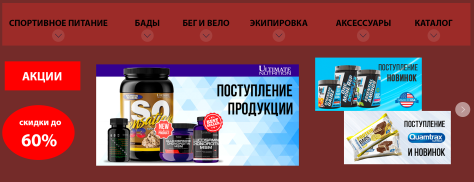 СПОРТИВНОЕ ПИТАНИЕ БАДЫ БЕГ И ВЕЛО ЭКИПИРОВКА АКСЕССУАРЫ КАТАЛОГ
АКЦИИ
СКИДКИ ДО
60%
ULTIMATE
NUTRITION
ПОСТУПЛЕНИЕ
ПРОДУКЦИИ
ISO
NEW
ПОСТУПЛЕНИЕ
НОВИНОК
ПОСТУПЛЕНИЕ
Quamtrax
И НОВИНОК